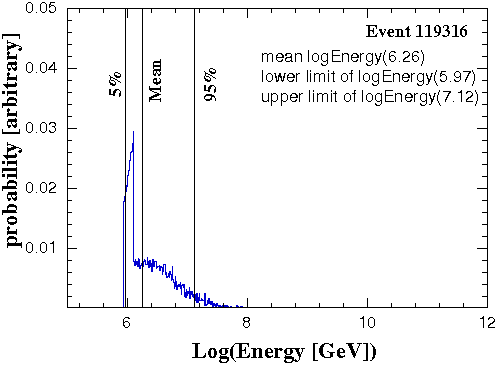 0.05
Event 119316
mean logEnergy(6.26)
lower limit of logEnergy(5.97)
upper limit of logEnergy(7.12)
5%
Mean
95%
0.04
0.03
0.02
0.01
probability [arbitrary]
6
8
10
12
Log(Energy [GeV])